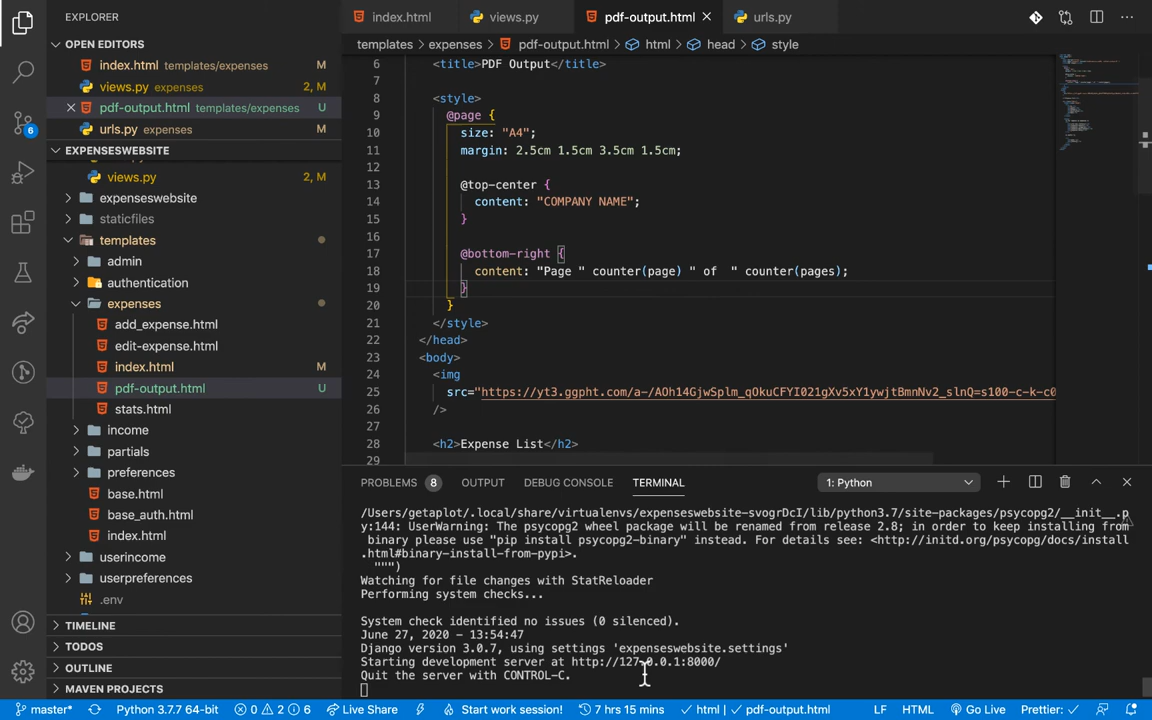 EXPLORER
OPEN EDITORS
index.html templates/expenses M
views.py expenses 2, M
pdf-output.html templates/expenses U
urls.py expenses M
EXPENSESWEBSITE
views.py 2, M
expenseswebsite
staticfiles
templates
admin
authentication
expenses
add_expense.html
edit-expense.html
index.html M
pdf-output.html U
stats.html
income
partials
preferences
base.html
base_auth.html
index.html
userincome
userpreferences
.env
TIMELINE
TODOS
OUTLINE
MAVEN PROJECTS
6
index.html views.py pdf-output.html urls.py
templates > expenses > pdf-output.html > html > head > style
6 <title>PDF Output</title>
7
8 <style>
9 @page {
10 size: "A4";
11 margin: 2.5cm 1.5cm 3.5cm 1.5cm;
12
13 @top-center {
14 content: "COMPANY NAME";
15 }
16
17 @bottom-right {
18 content: "Page " counter(page) " of  " counter(pages);
19 }
20 }
21 </style>
22 </head>
23 <body>
24 <img
25 src="https://yt3.ggpht.com/a-/AOh14GjwSplm_qOkuCFYI021gXv5xY1ywjtBmnNv2_slnQ=s100-c-k-c0
26 />
27
28 <h2>Expense List</h2>
29
PROBLEMS 8 OUTPUT DEBUG CONSOLE TERMINAL 1: Python
/Users/getaplot/.local/share/virtualenvs/expenseswebsite-svogrDcI/lib/python3.7/site-packages/psycopg2/__init__.p
y:144: UserWarning: The psycopg2 wheel package will be renamed from release 2.8; in order to keep installing from
binary please use "pip install psycopg2-binary" instead. For details see: <http://initd.org/psycopg/docs/install
.html#binary-install-from-pypi>.
""")
Watching for file changes with StatReloader
Performing system checks...
System check identified no issues (0 silenced).
June 27, 2020 - 13:54:47
Django version 3.0.7, using settings 'expenseswebsite.settings'
Starting development server at http://127.0.0.1:8000/
Quit the server with CONTROL-C.
master* Python 3.7.7 64-bit 0 2 6 Live Share Start work session! 7 hrs 15 mins html | pdf-output.html LF HTML Go Live Prettier: